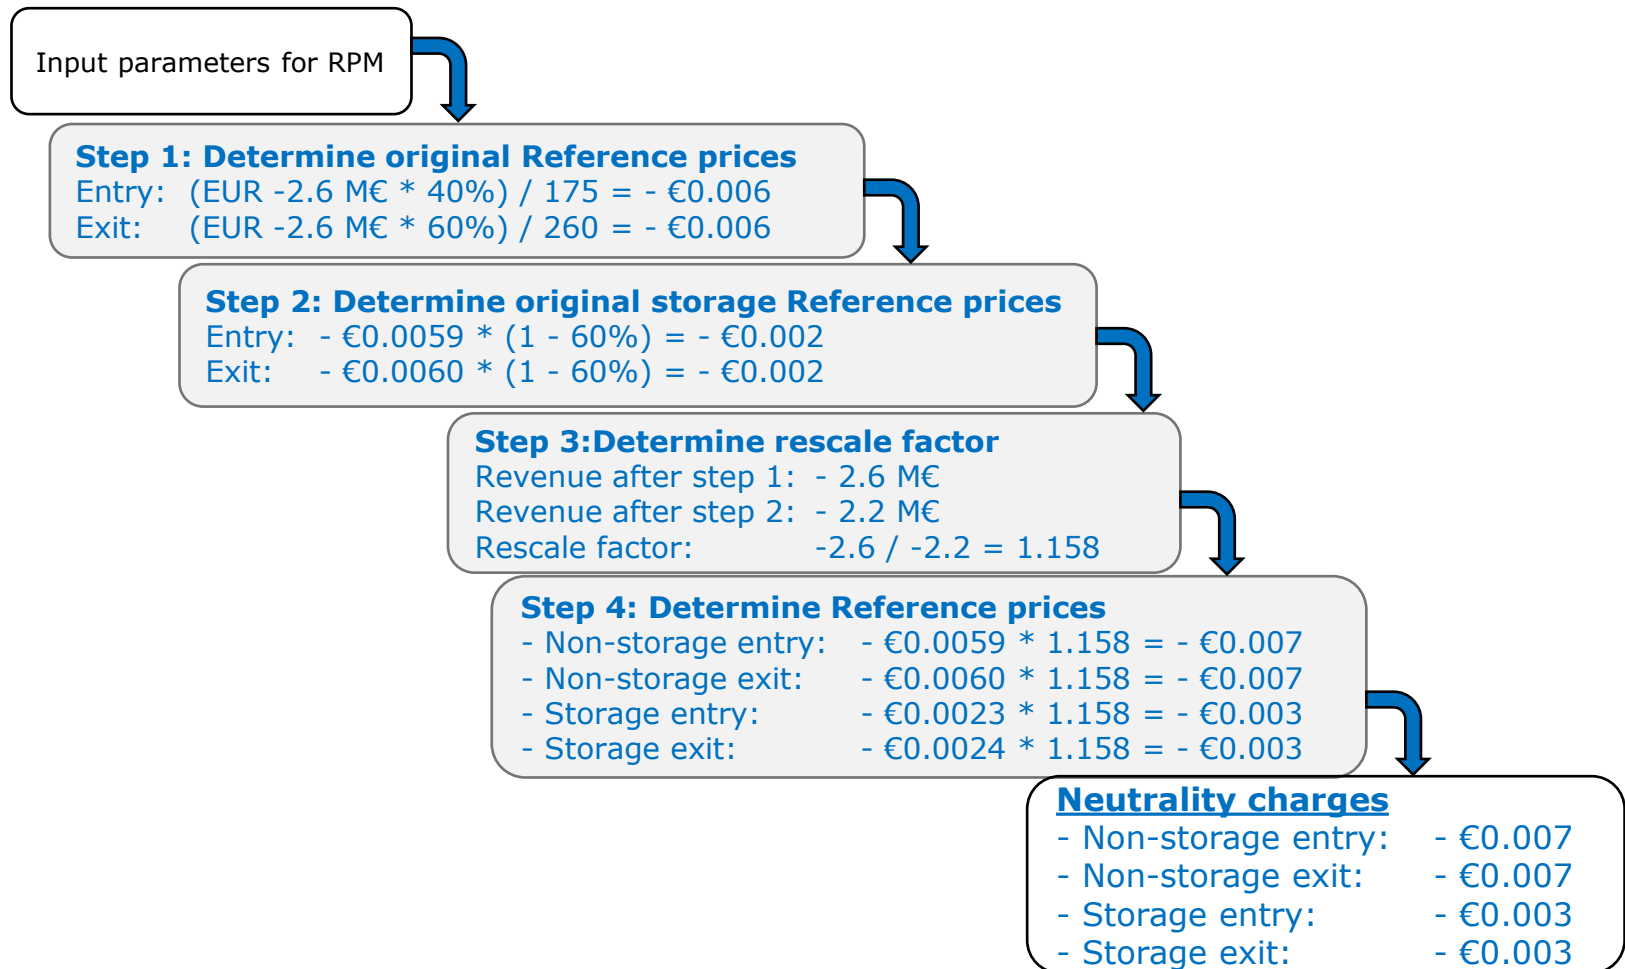 Input parameters for RPM
Step 1: Determine original Reference prices
Entry: (EUR -2.6 M€ * 40%) / 175 = - €0.006
Exit: (EUR -2.6 M€ * 60%) / 260 = - €0.006
Step 2: Determine original storage Reference prices
Entry: - €0.0059 * (1 - 60%) = - €0.002
Exit: - €0.0060 * (1 - 60%) = - €0.002
Step 3:Determine rescale factor
Revenue after step 1: - 2.6 M€
Revenue after step 2: - 2.2 M€
Rescale factor: -2.6 / -2.2 = 1.158
Step 4: Determine Reference prices
- Non-storage entry: - €0.0059 * 1.158 = - €0.007
- Non-storage exit: - €0.0060 * 1.158 = - €0.007
- Storage entry: - €0.0023 * 1.158 = - €0.003
- Storage exit: - €0.0024 * 1.158 = - €0.003
Neutrality charges
- Non-storage entry: - €0.007
- Non-storage exit: - €0.007
- Storage entry: - €0.003
- Storage exit: - €0.003